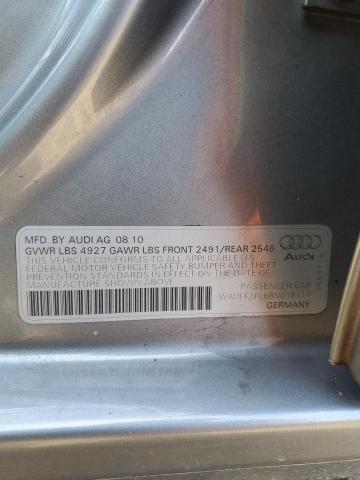 MFD. BY AUDI AG 08 10
GVWR LBS 4927 GAWR LBS FRONT 2491/REAR 2546
THIS VEHICLE CONFORMS TO ALL APPLICABLE U.S.
FEDERAL MOTOR VEHICLE SAFETY BUMPER AND THEFT
PREVENTION STANDARDS IN EFFECT ON THE DATE OF
MANUFACTURE SHOWN ABOVE.
Audi
PASSENGER CAR
GERMANY